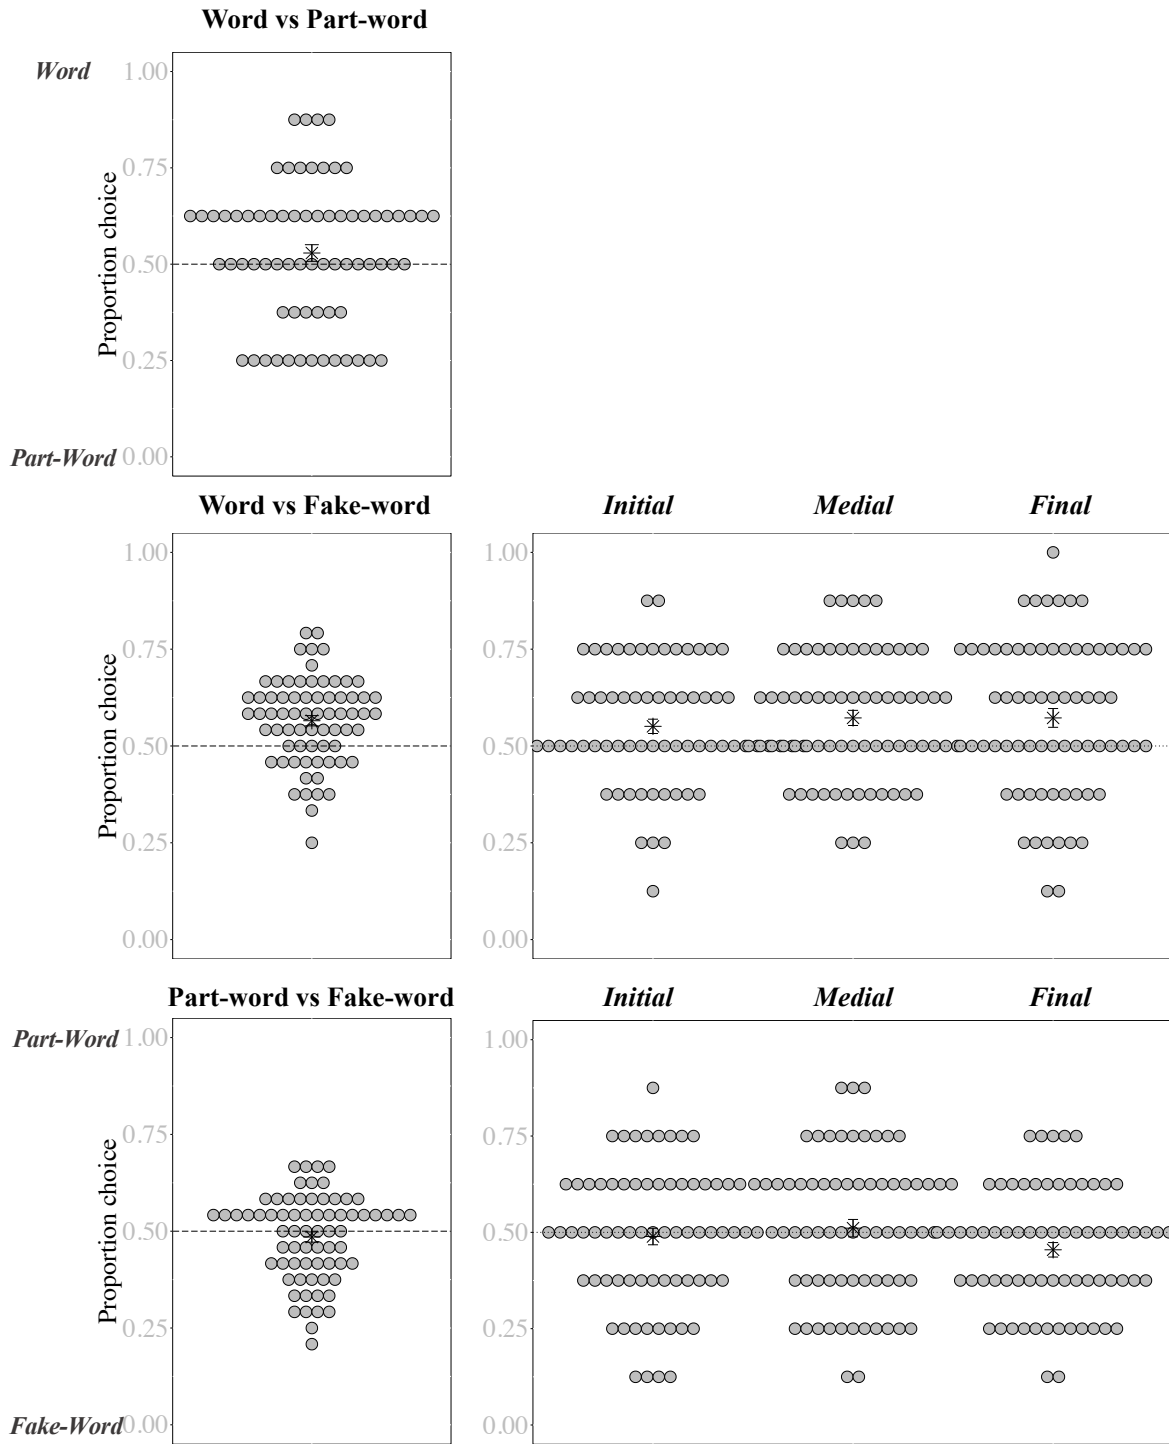 Word vs Part-word
Word
1.00
0.75
Proportion choice
0.50
0.25
Part-Word
0.00
Word vs Fake-word
Initial
Medial
Final
1.00
0.75
Proportion choice
0.50
0.25
0.00
1.00
0.75
0.50
0.25
0.00
Part-word vs Fake-word
Initial
Medial
Final
Part-Word
1.00
0.75
Proportion choice
0.50
0.25
Fake-Word
0.00
1.00
0.75
0.50
0.25
0.00